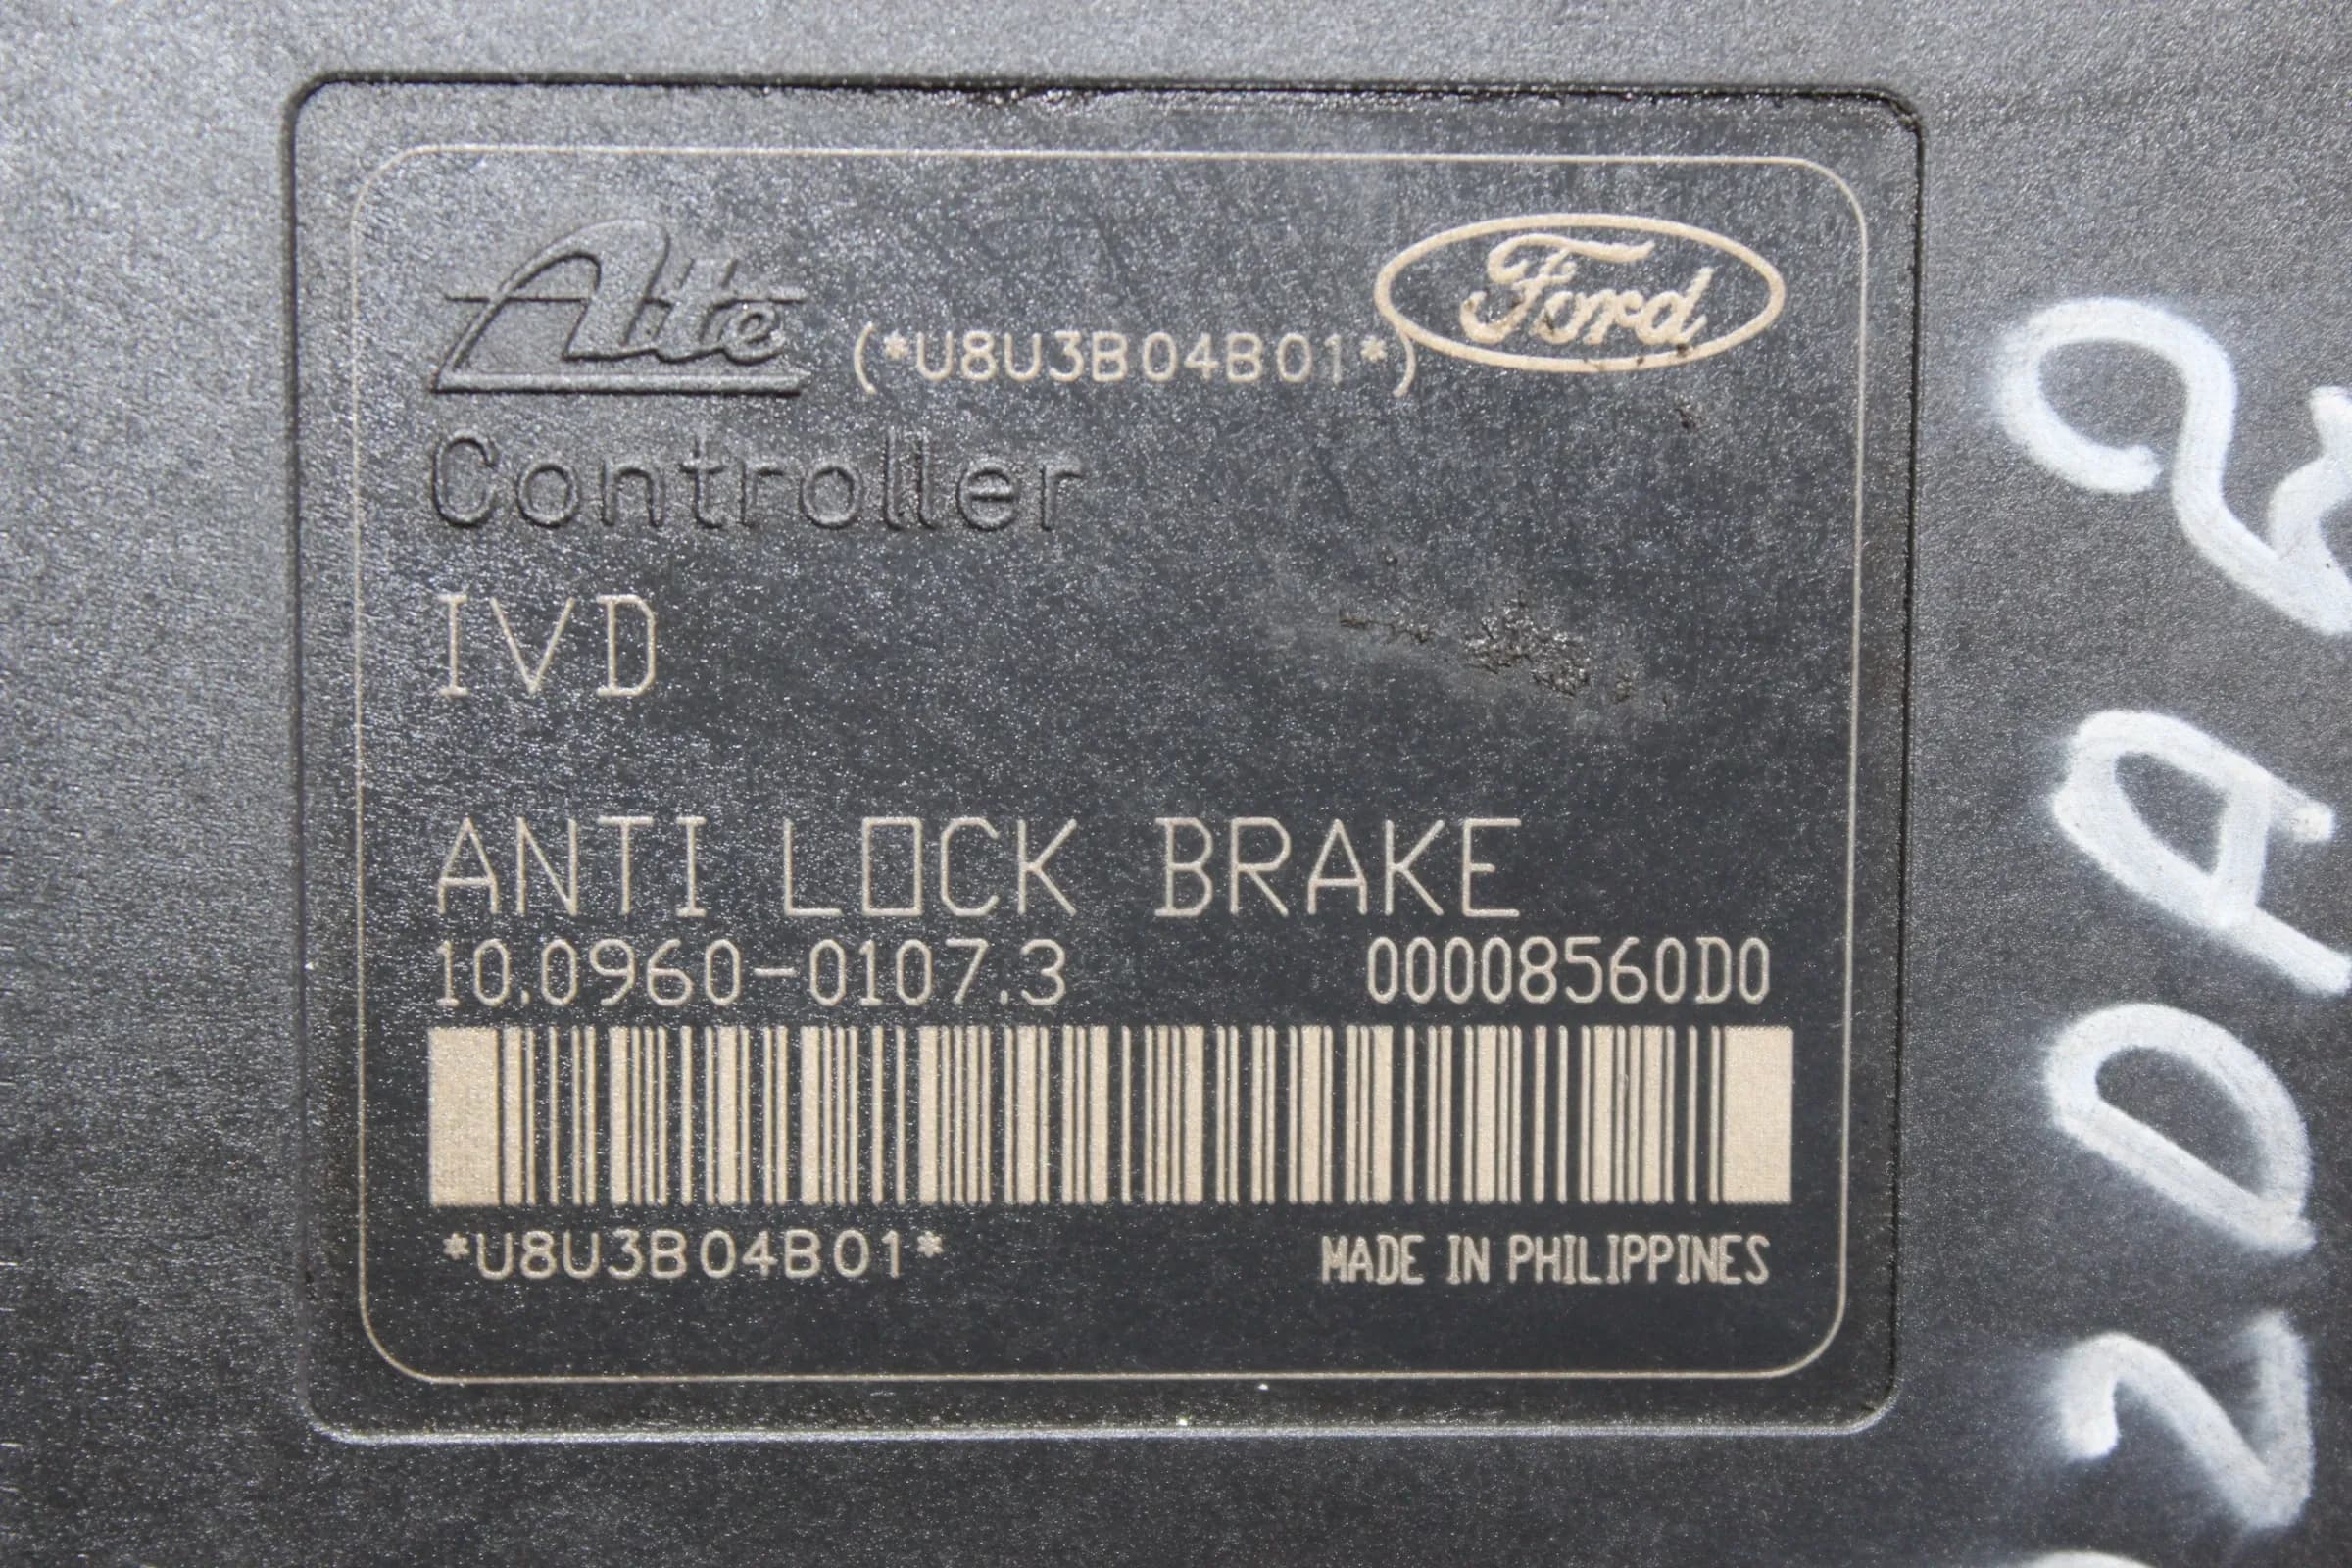 Ate
(*U8U3B04B01*)
Ford
Controller
IVD
ANTI LOCK BRAKE
10.0960-0107.3
00008560D0
*U8U3B04B01*
MADE IN PHILIPPINES